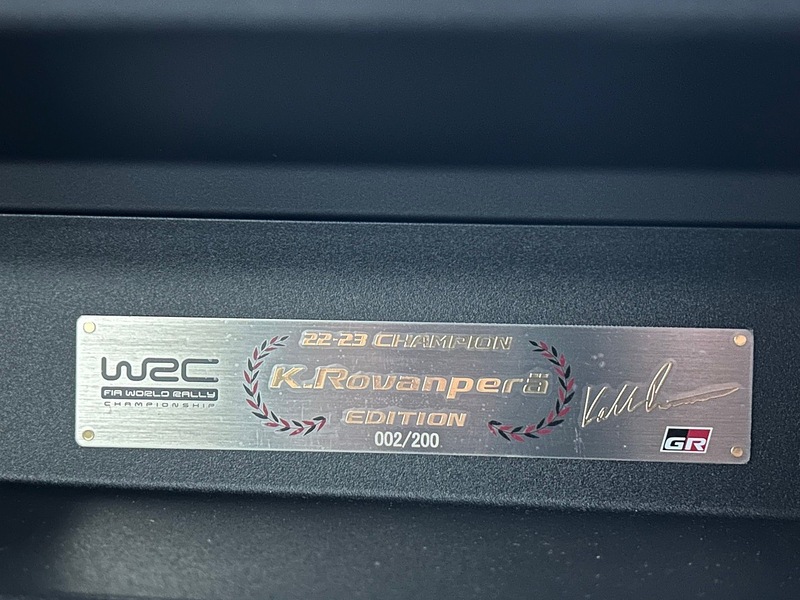 WRC
FIA WORLD RALLY
CHAMPIONSHIP
22-23 CHAMPION
K.Rovanperä
EDITION
002/200
GR